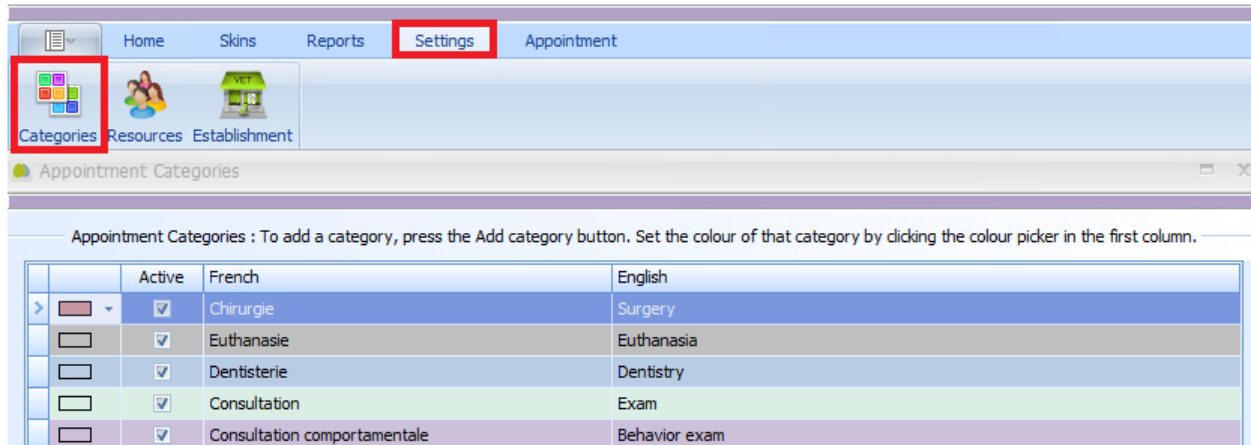 Home Skins Reports Settings Appointment
VET
Categories Resources Establishment
Appointment Categories
Appointment Categories : To add a category, press the Add category button. Set the colour of that category by clicking the colour picker in the first column.
Active French English
Chirurgie Surgery
Euthanasie Euthanasia
Dentisterie Dentistry
Consultation Exam
Consultation comportamentale Behavior exam